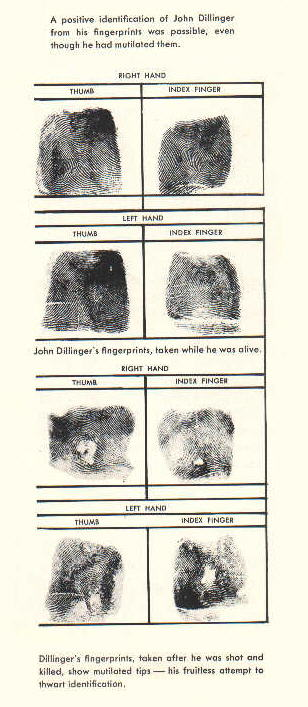 A positive identification of John Dillinger
from his fingerprints was possible, even
though he had mutilated them.
RIGHT HAND
THUMB INDEX FINGER
LEFT HAND
THUMB INDEX FINGER
John Dillinger's fingerprints, taken while he was alive.
RIGHT HAND
THUMB INDEX FINGER
LEFT HAND
THUMB INDEX FINGER
Dillinger's fingerprints, taken after he was shot and
killed, show mutilated tips — his fruitless attempt to
thwart identification.